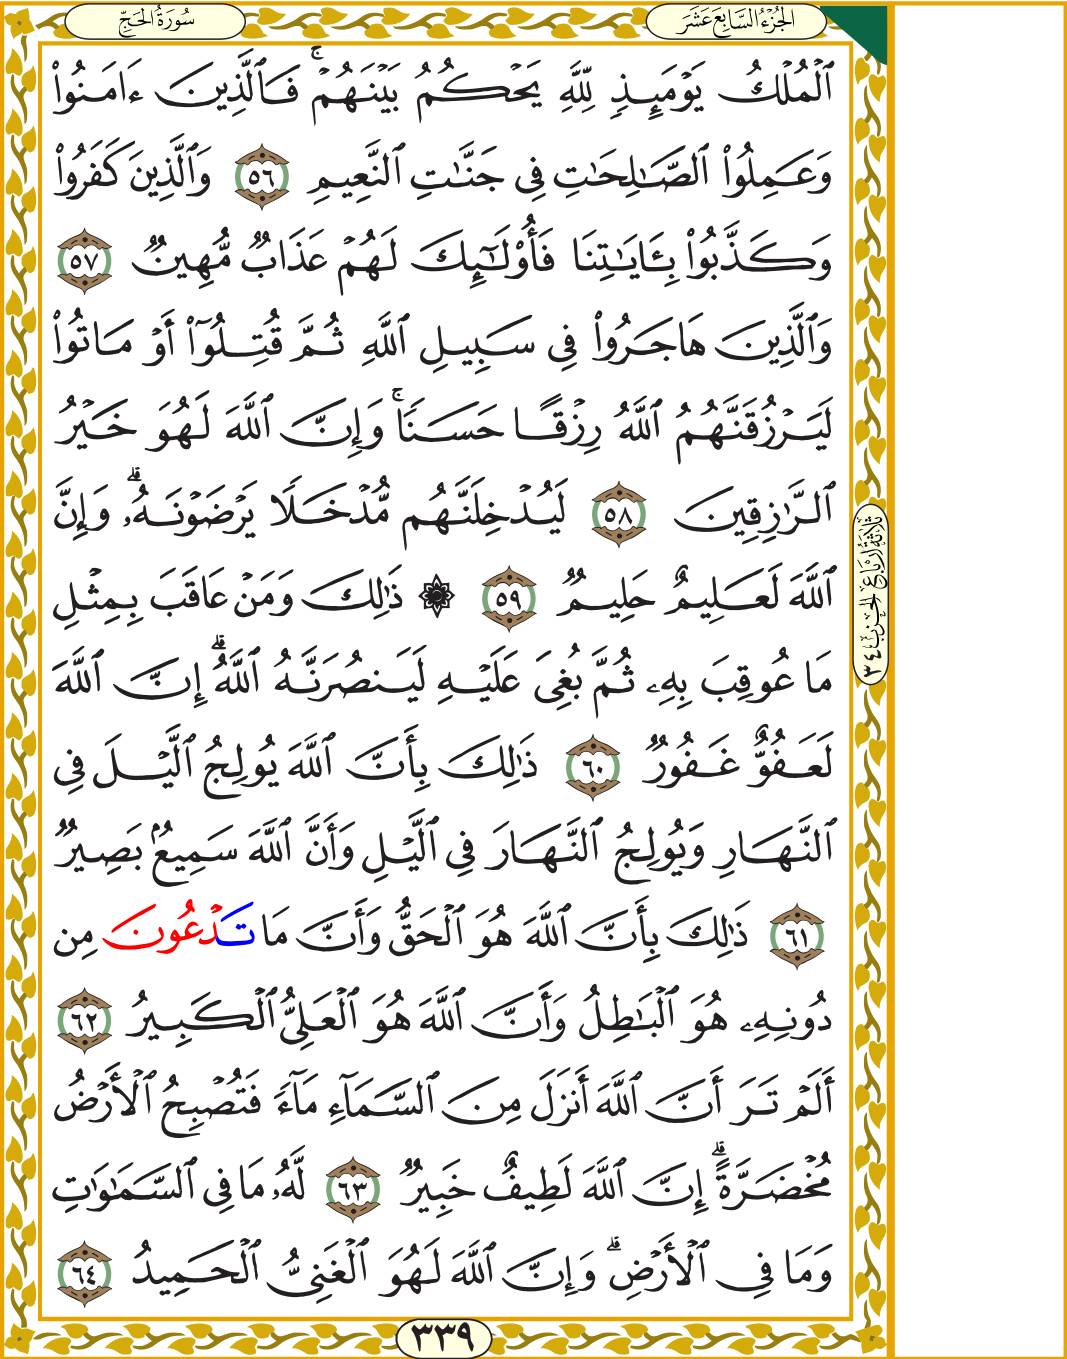 الجُزْءُ السَّابِعَ عَشَرَ
سُورَةُ الحَجِّ
ٱلۡمُلۡكُ يَوۡمَئِذٖ لِّلَّهِ يَحۡكُمُ بَيۡنَهُمۡۚ فَٱلَّذِينَ ءَامَنُواْ
وَعَمِلُواْ ٱلصَّٰلِحَٰتِ فِي جَنَّٰتِ ٱلنَّعِيمِ ٥٦ وَٱلَّذِينَ كَفَرُواْ
وَكَذَّبُواْ بِـَٔايَٰتِنَا فَأُوْلَٰٓئِكَ لَهُمۡ عَذَابٞ مُّهِينٞ ٥٧
وَٱلَّذِينَ هَاجَرُواْ فِي سَبِيلِ ٱللَّهِ ثُمَّ قُتِلُوٓاْ أَوۡ مَاتُواْ
لَيَرۡزُقَنَّهُمُ ٱللَّهُ رِزۡقًا حَسَنٗاۚ وَإِنَّ ٱللَّهَ لَهُوَ خَيۡرُ
ٱلرَّٰزِقِينَ ٥٨ لَيُدۡخِلَنَّهُم مُّدۡخَلٗا يَرۡضَوۡنَهُۥۚ وَإِنَّ
ٱللَّهَ لَعَلِيمٌ حَلِيمٞ ٥٩ ۞ ذَٰلِكَ وَمَنۡ عَاقَبَ بِمِثۡلِ
مَا عُوقِبَ بِهِۦ ثُمَّ بُغِيَ عَلَيۡهِ لَيَنصُرَنَّهُ ٱللَّهُۚ إِنَّ ٱللَّهَ
لَعَفُوٌّ غَفُورٞ ٦٠ ذَٰلِكَ بِأَنَّ ٱللَّهَ يُولِجُ ٱلَّيۡلَ فِي
ٱلنَّهَارِ وَيُولِجُ ٱلنَّهَارَ فِي ٱلَّيۡلِ وَأَنَّ ٱللَّهَ سَمِيعُۢ بَصِيرٞ
٦١ ذَٰلِكَ بِأَنَّ ٱللَّهَ هُوَ ٱلۡحَقُّ وَأَنَّ مَا تَدۡعُونَ مِن
دُونِهِۦ هُوَ ٱلۡبَٰطِلُ وَأَنَّ ٱللَّهَ هُوَ ٱلۡعَلِيُّ ٱلۡكَبِيرُ ٦٢
أَلَمۡ تَرَ أَنَّ ٱللَّهَ أَنزَلَ مِنَ ٱلسَّمَآءِ مَآءٗ فَتُصۡبِحُ ٱلۡأَرۡضُ
مُخۡضَرَّةًۚ إِنَّ ٱللَّهَ لَطِيفٌ خَبِيرٞ ٦٣ لَّهُۥ مَا فِي ٱلسَّمَٰوَٰتِ
وَمَا فِي ٱلۡأَرۡضِۚ وَإِنَّ ٱللَّهَ لَهُوَ ٱلۡغَنِيُّ ٱلۡحَمِيدُ ٦٤
ثَلَاثَةُ أَرْبَاعِ الحِزْبِ ٣٤
٣٣٩